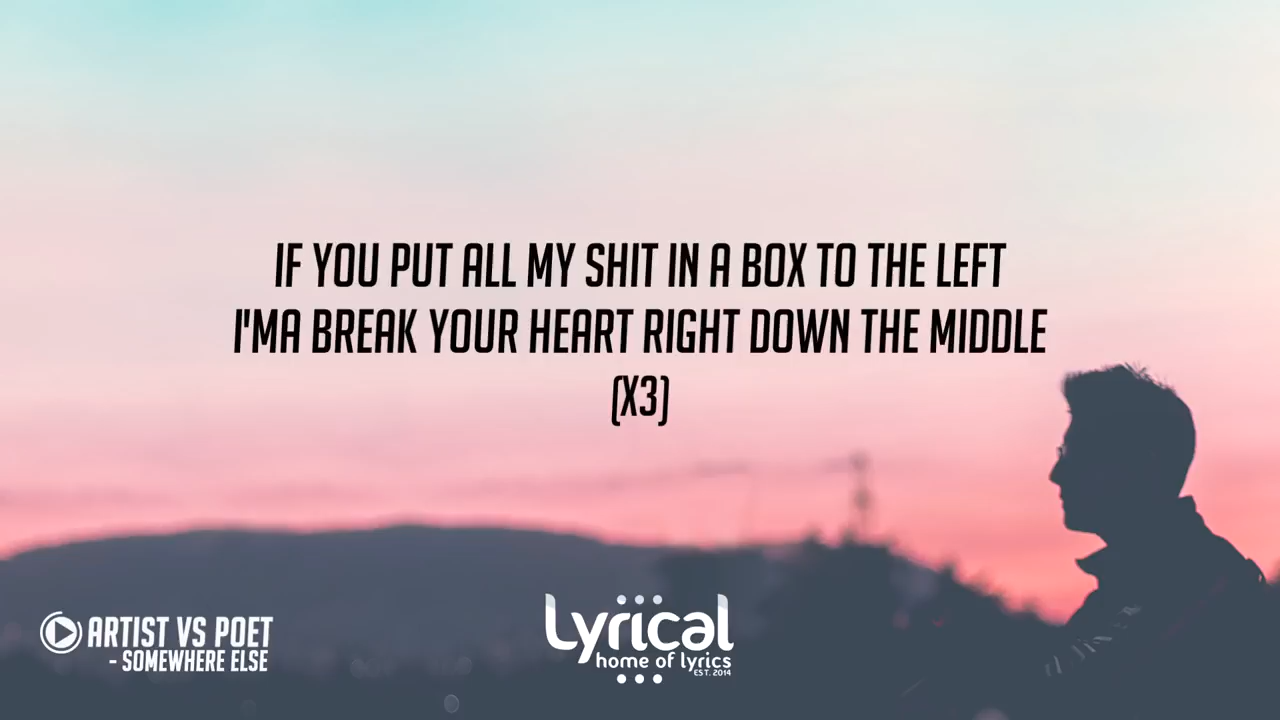 IF YOU PUT ALL MY SHIT IN A BOX TO THE LEFT
I'MA BREAK YOUR HEART RIGHT DOWN THE MIDDLE
(X3)
ARTIST VS POET
- SOMEWHERE ELSE
Lyrical
home of lyrics
EST. 2014